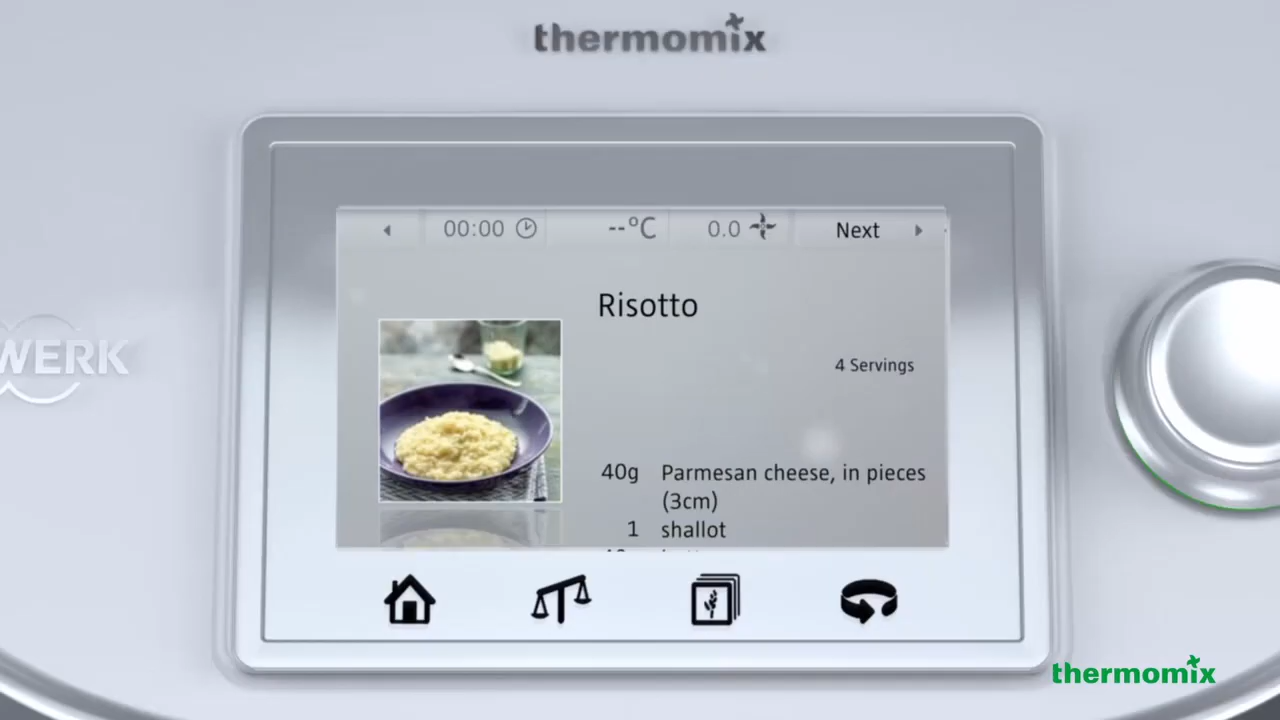 thermomix
00:00 --°C 0.0 Next
Risotto
4 Servings
40g Parmesan cheese, in pieces
(3cm)
1 shallot
WERK
thermomix